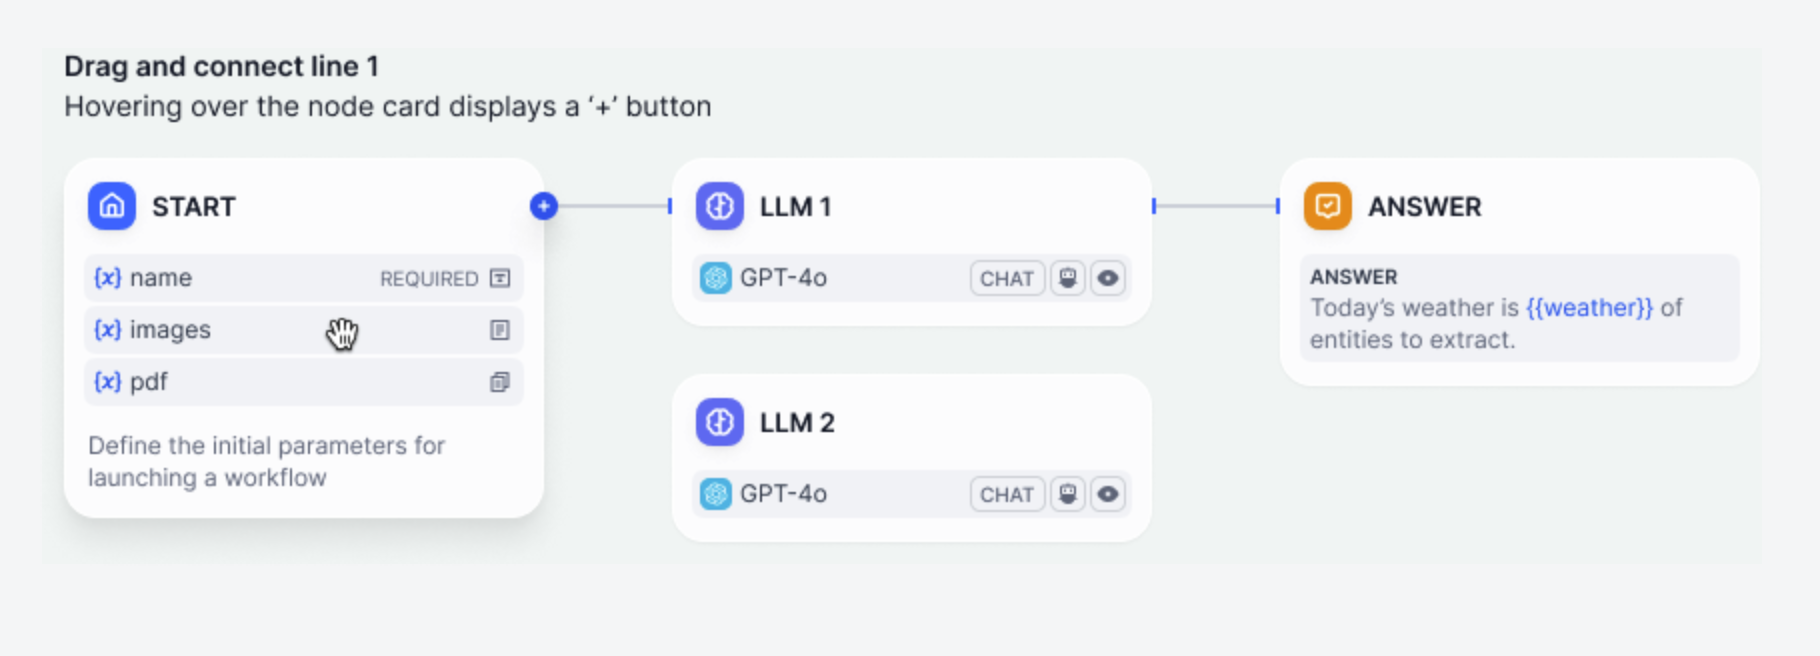 Drag and connect line 1
Hovering over the node card displays a ‘+’ button
START
{x} name REQUIRED
{x} images
{x} pdf
Define the initial parameters for
launching a workflow
LLM 1
GPT-4o CHAT
LLM 2
GPT-4o CHAT
ANSWER
ANSWER
Today’s weather is {{weather}} of
entities to extract.